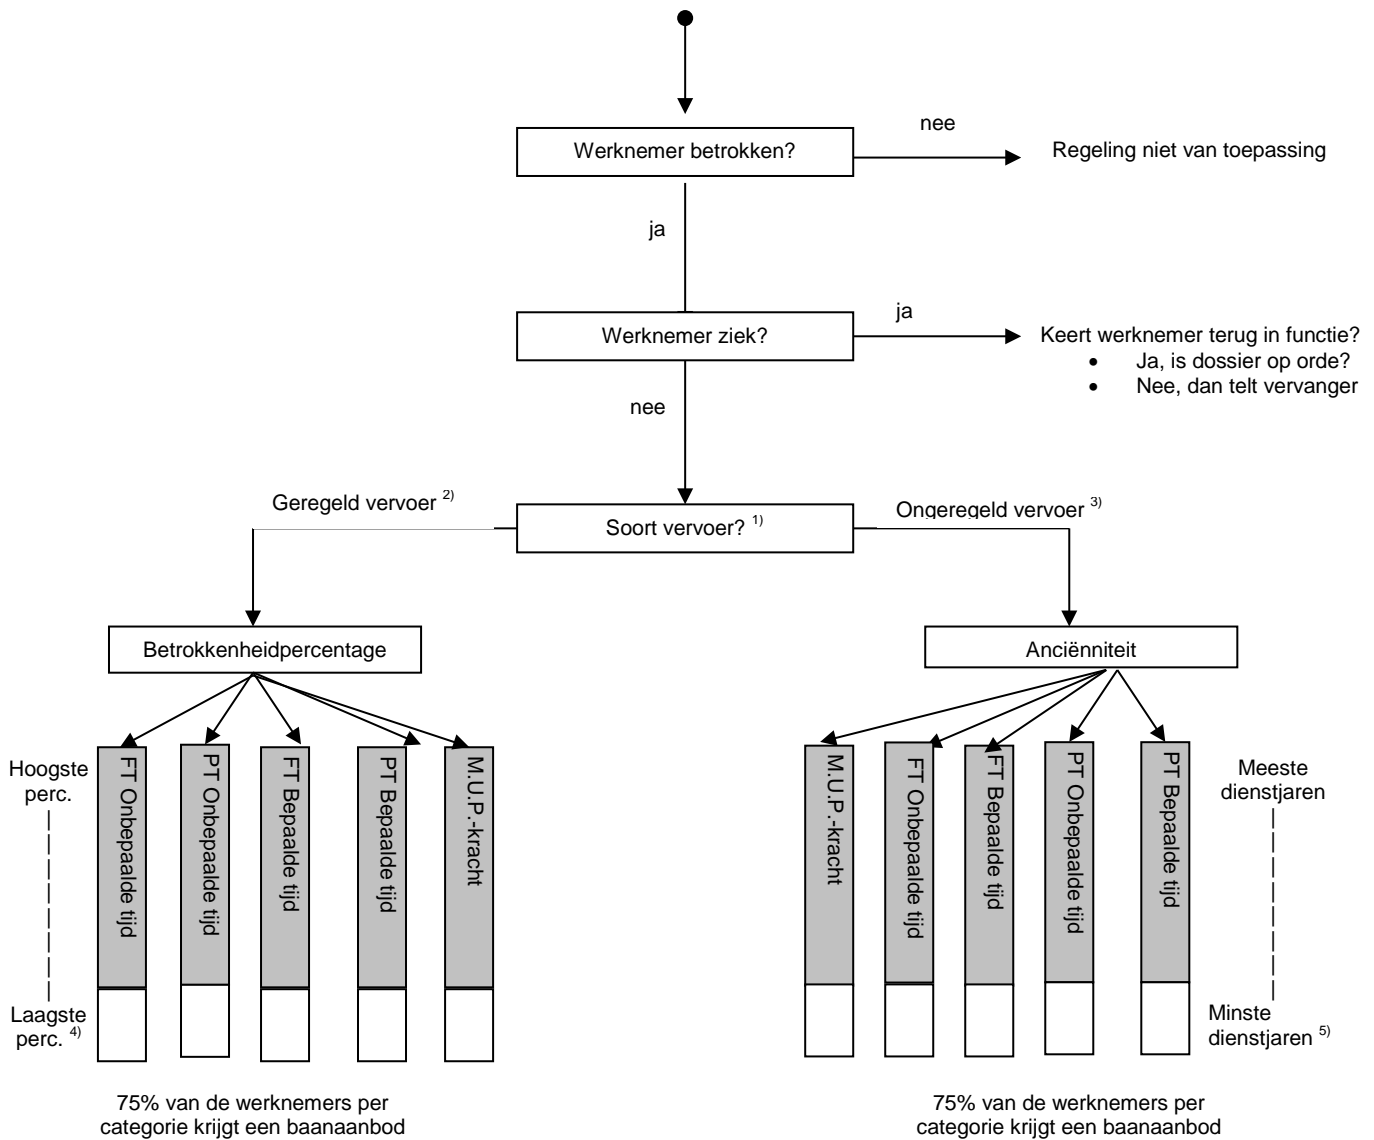 nee
Werknemer betrokken?
Regeling niet van toepassing
ja
Werknemer ziek?
ja
Keert werknemer terug in functie?
• Ja, is dossier op orde?
• Nee, dan telt vervanger
nee
Geregeld vervoer 2)
Soort vervoer? 1)
Ongeregeld vervoer 3)
Betrokkenheidpercentage
Anciënniteit
Hoogste
perc.
FT Onbepaalde tijd
PT Onbepaalde tijd
FT Bepaalde tijd
PT Bepaalde tijd
M.U.P.-kracht
Laagste
perc. 4)
M.U.P.-kracht
FT Onbepaalde tijd
FT Bepaalde tijd
PT Onbepaalde tijd
PT Bepaalde tijd
Meeste
dienstjaren
Minste
dienstjaren 5)
75% van de werknemers per
categorie krijgt een baanaanbod
75% van de werknemers per
categorie krijgt een baanaanbod